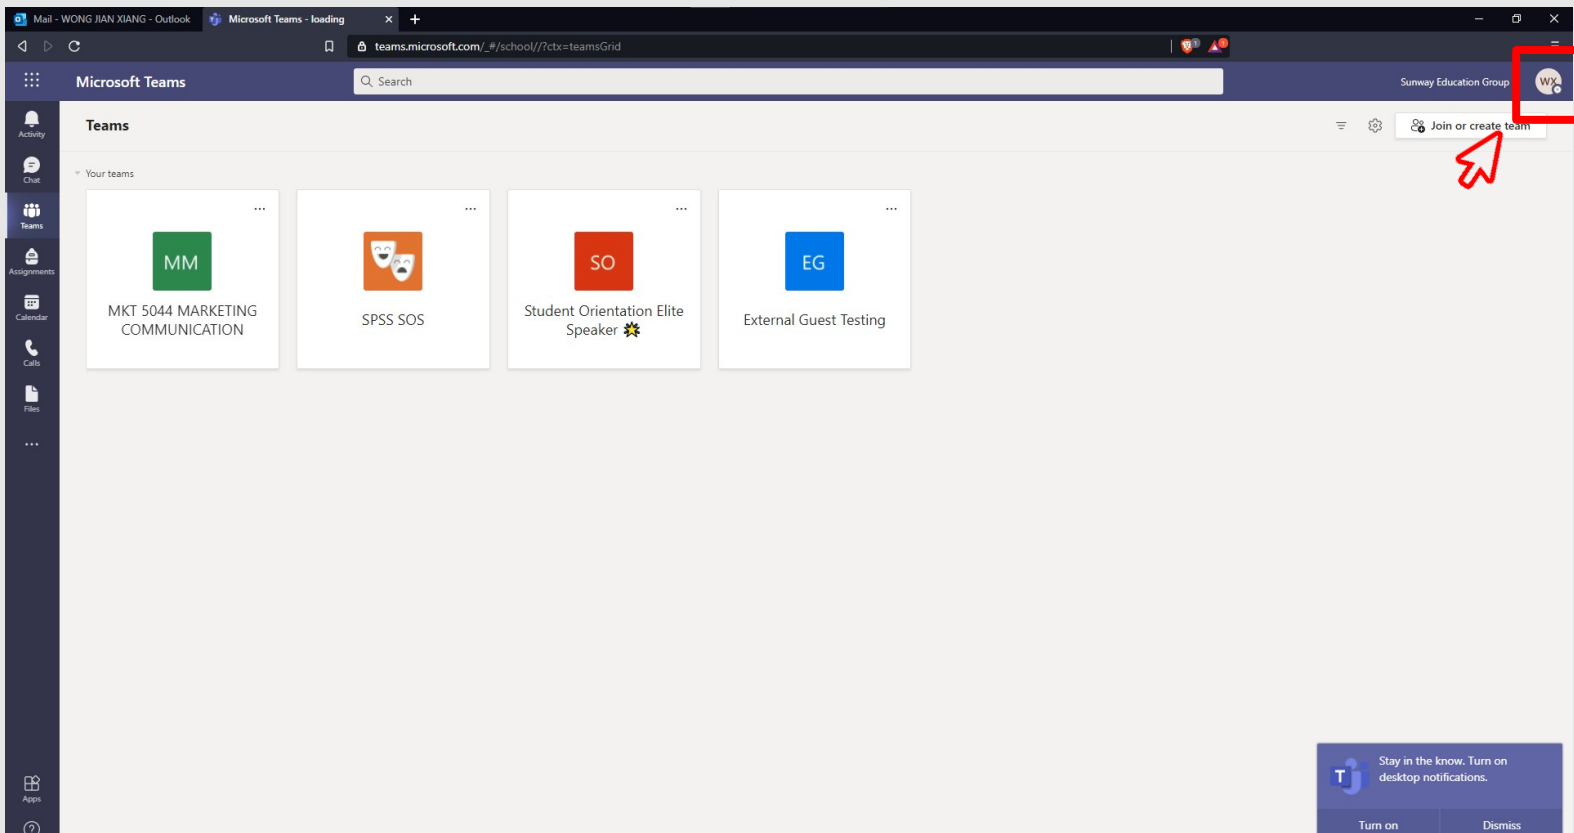 Mail - WONG JIAN XIANG - Outlook
Microsoft Teams - loading
teams.microsoft.com/_#/school//?ctx=teamsGrid
Microsoft Teams
Search
Sunway Education Group
WX
Activity
Chat
Teams
Assignments
Calendar
Calls
Files
Apps
Teams
Join or create team
Your teams
MM
MKT 5044 MARKETING
COMMUNICATION
SPSS SOS
SO
Student Orientation Elite
Speaker 🌟
EG
External Guest Testing
T
Stay in the know. Turn on
desktop notifications.
Turn on
Dismiss